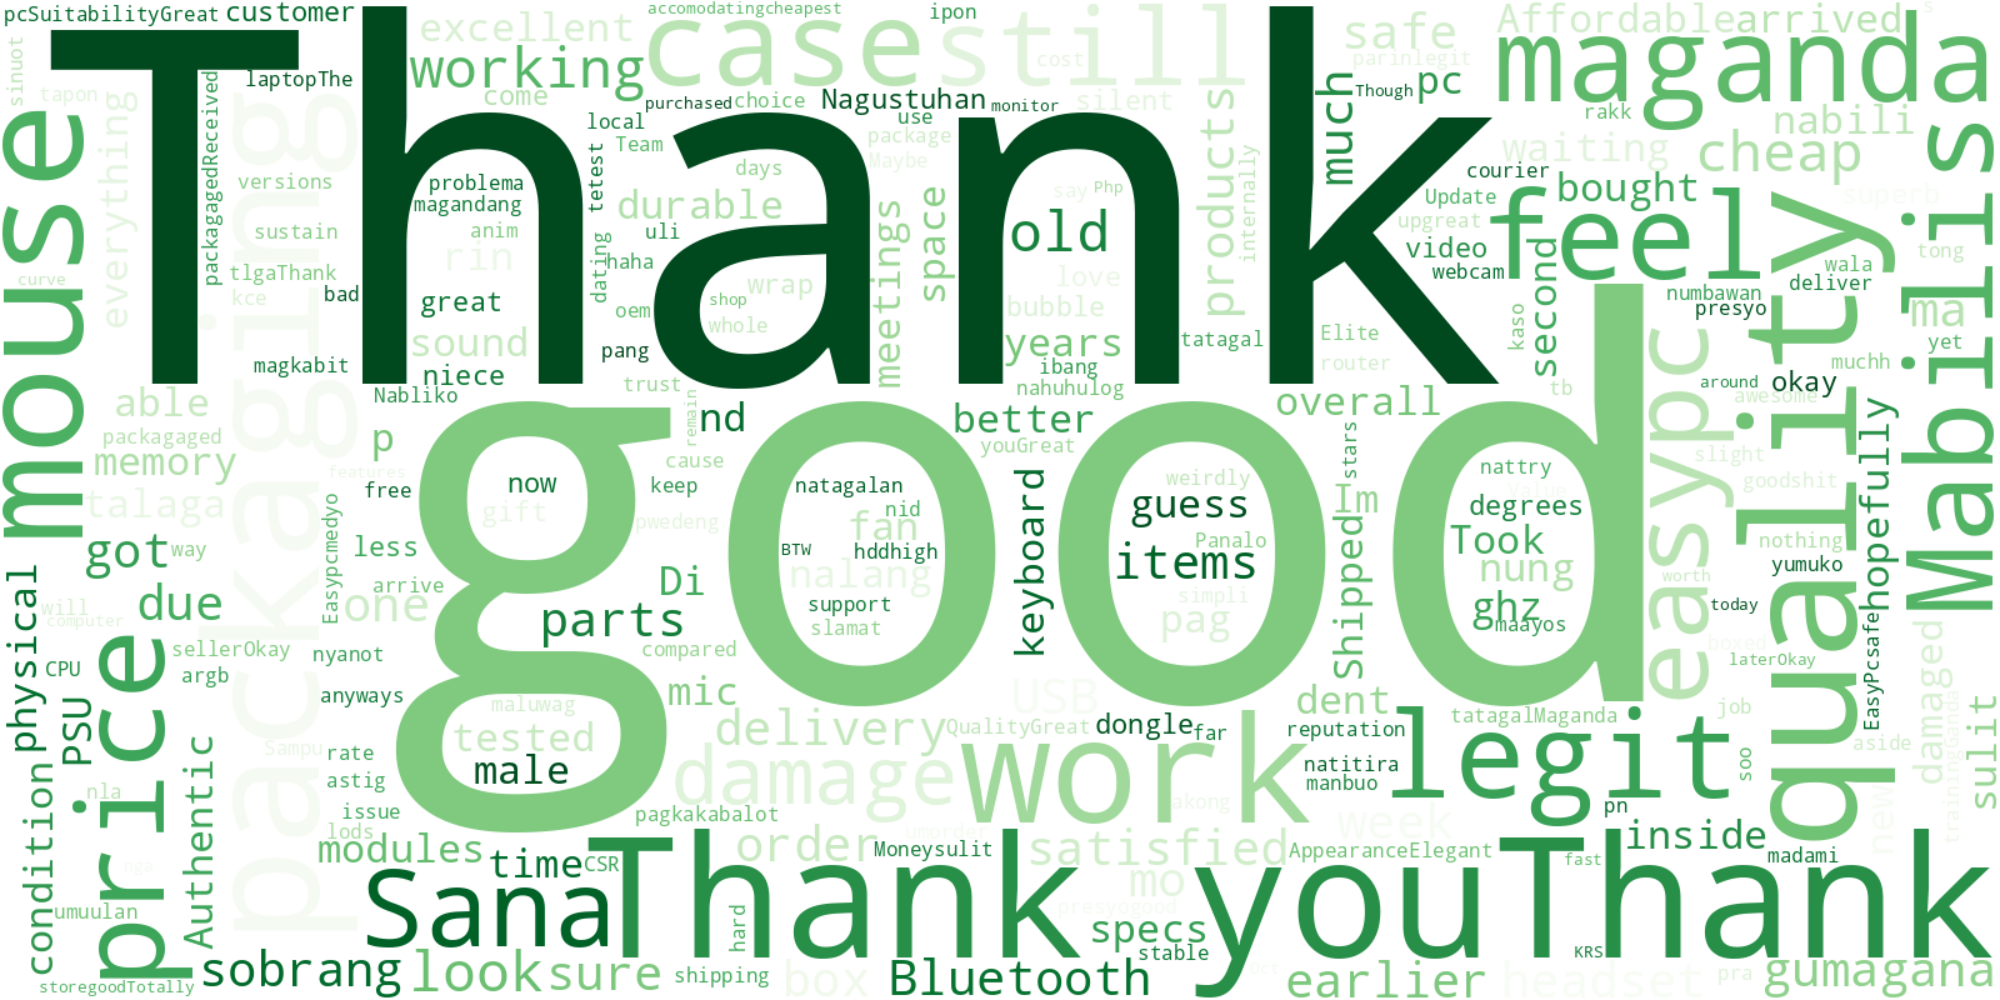 pcSuitabilityGreat customer
accomodatingcheapest ipon
Thank
excellent case still
cost
safe
parinlegit
Affordable arrived
s
maganda
sinuot
tapon
laptopThe
working
come
purchased choice Nagustuhan monitor
silent
Though pc
rakk nabili
mouse
everything
packaging
packagagedReceived
local
Team
use
package
Maybe
products
much
waiting cheap
Mabilis
versions
problema
magandang
anim
tetest
days
durable
say Php
internally
courier
Update
upgreat
bought
superb
feel
sustain
rin
uli
meetings
space
old
video
webcam
second
quality
tong
curve
tlgaThank
kce
bad
great
dating
haha
oem
shop
wrap
whole
love
bubble
Elite
router
numbawan
presyo
wala
deliver
ma
yet
magkabit
sound
niece
pang
trust
years
ibang
nahuhulog
tatagal
kaso
tb
easypc
around okay
awesome
muchh
able
packagaged
memory
Nabliko
p
good
remain
nd
cause
better
youGreat
overall
stars
slight
goodshit
hopefully
talaga
features
free
now
gift
keep
pwedeng
natagalan
nid
fan
keyboard
weirdly
guess
Im
nattry
Value
degrees
got way
less
Easypcmedyo
BTW hddhigh
nalang
Panalo
items
Shipped
Took
nung
nothing
yumuko
worth
physical
will
computer
due
arrive
one
parts
Di
support
slamat
simpli
pag
ghz
maayos
today
EasyPcsafe
CPU
price
sellerOkay
argb
nyanot
compared
boxed
laterOkay
damaged
PSU
anyways
maluwag
mic
USB
dent
tatagalMaganda
job
trainingGanda
sulit
Authentic
Sampu
rate
astig
tested
male
delivery
QualityGreat dongle far
reputation
natitira
manbuo
legit
soo
aside
condition
nla
issue
lods
pagkakabalot
damage
work
akong
week
pn
inside
new
nga
modules time
CSR
order
umorder
Moneysulit
satisfied
AppearanceElegant
fast
madami
umuulan
Sana
Thank youThank
hard
mo
presyogood
specs
stable
KRS
storegoodTotally
sobrang look sure
shipping
box
Bluetooth
oct
earlier
headset
pra
gumagana